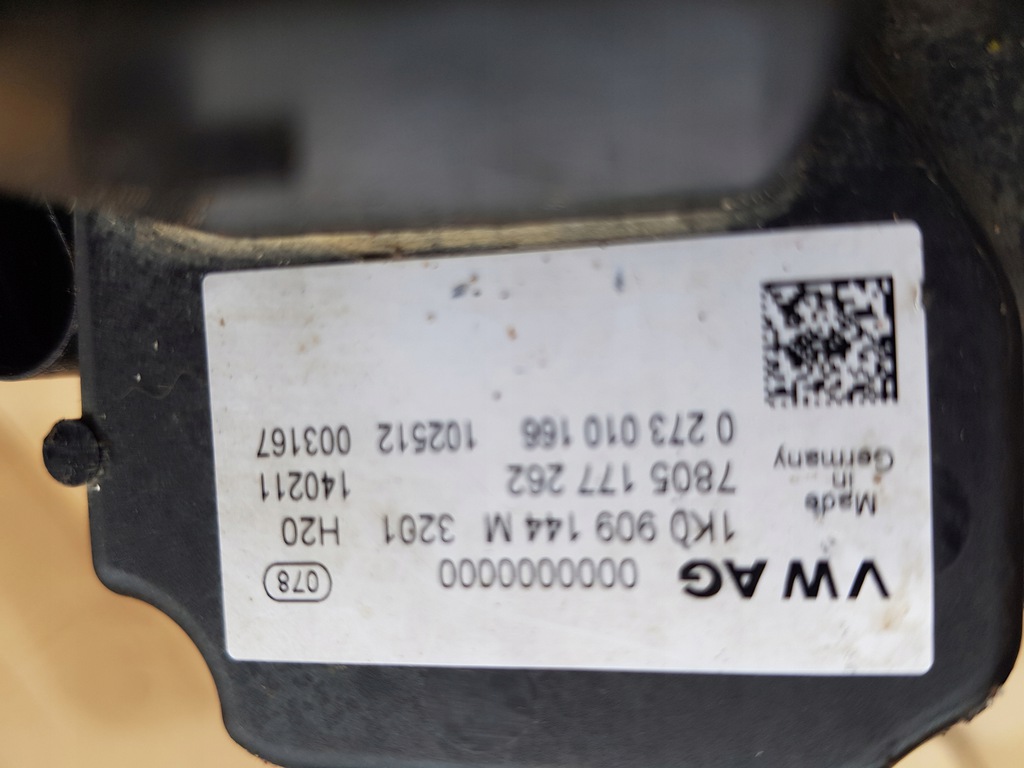 VW AG 0000000000 078
1K0 909 144 M 3201 H20
7805 177 262 140211
0 273 010 166 102512 003167
Made
in
Germany